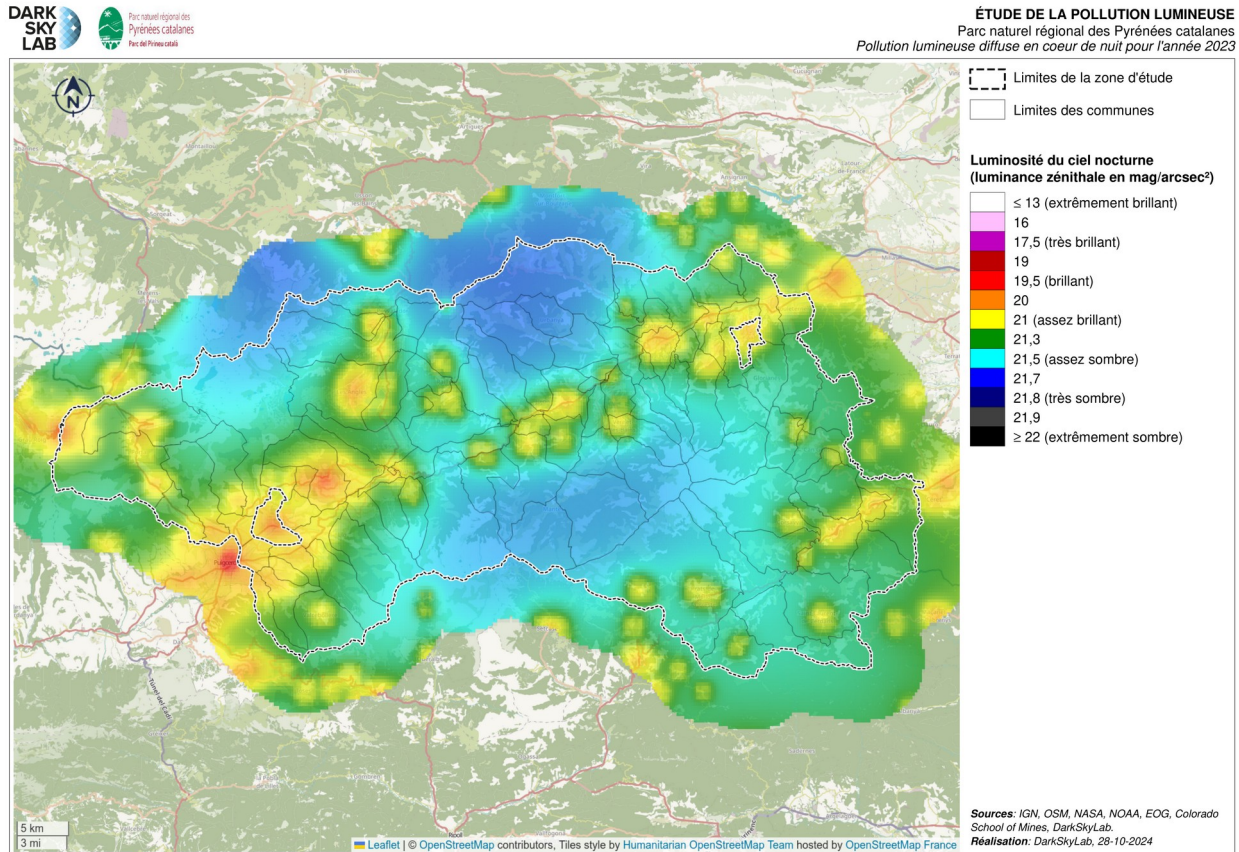 DARK
SKY
LAB
Parc naturel régional des
Pyrénées catalanes
Parc del Pirineu català
ÉTUDE DE LA POLLUTION LUMINEUSE
Parc naturel régional des Pyrénées catalanes
Pollution lumineuse diffuse en coeur de nuit pour l'année 2023
N
Limites de la zone d'étude
Limites des communes
Luminosité du ciel nocturne
(luminance zénithale en mag/arcsec²)
≤ 13 (extrêmement brillant)
16
17,5 (très brillant)
19
19,5 (brillant)
20
21 (assez brillant)
21,3
21,5 (assez sombre)
21,7
21,8 (très sombre)
21,9
≥ 22 (extrêmement sombre)
Túnel del Cadí
Ripoll
5 km
3 mi
Leaflet | © OpenStreetMap contributors, Tiles style by Humanitarian OpenStreetMap Team hosted by OpenStreetMap France
Sources: IGN, OSM, NASA, NOAA, EOG, Colorado
School of Mines, DarkSkyLab.
Réalisation: DarkSkyLab, 28-10-2024